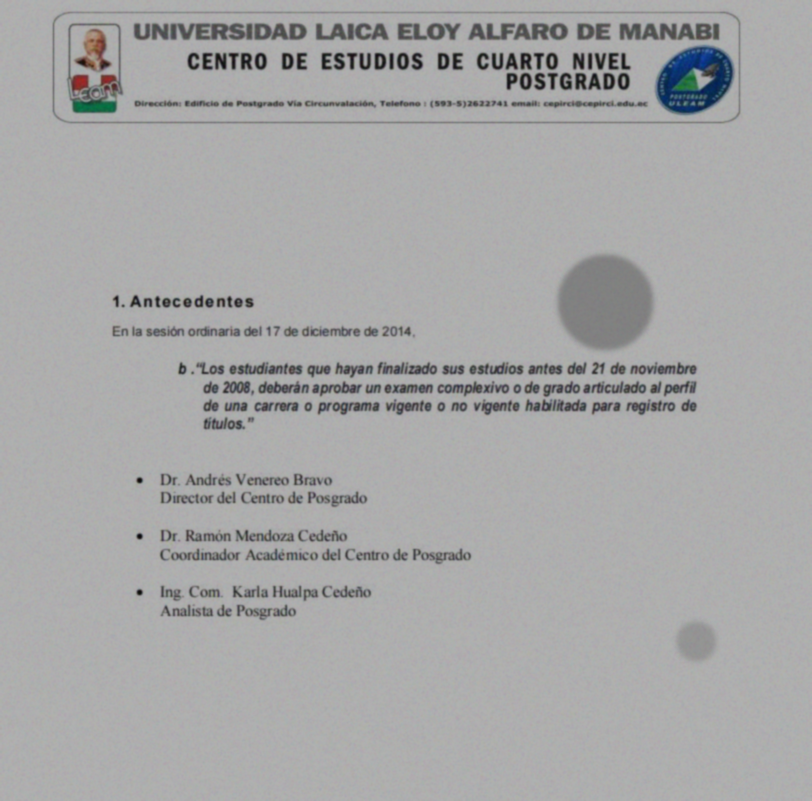 UNIVERSIDAD LAICA ELOY ALFARO DE MANABI
CENTRO DE ESTUDIOS DE CUARTO NIVEL
POSTGRADO
Dirección: Edificio de Postgrado Vía Circunvalación, Telefono : (593-5)2622741 email: cepirci@cepirci.edu.ec
Leam
POSTGRADO
ULEAM
1. Antecedentes
En la sesión ordinaria del 17 de diciembre de 2014,
b ."Los estudiantes que hayan finalizado sus estudios antes del 21 de noviembre
de 2008, deberán aprobar un examen complexivo o de grado articulado al perfil
de una carrera o programa vigente o no vigente habilitada para registro de
títulos."
• Dr. Andrés Venereo Bravo
Director del Centro de Posgrado
• Dr. Ramón Mendoza Cedeño
Coordinador Académico del Centro de Posgrado
• Ing. Com. Karla Hualpa Cedeño
Analista de Posgrado